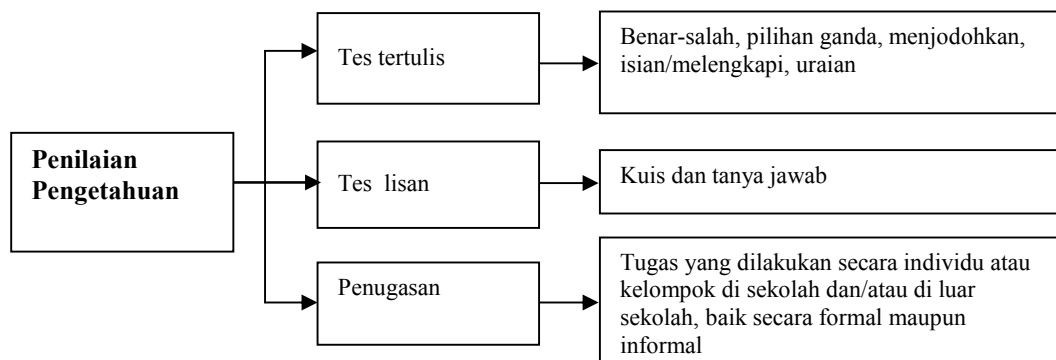 Tes tertulis
Benar-salah, pilihan ganda, menjodohkan,
isian/melengkapi, uraian
Penilaian
Pengetahuan
Tes lisan
Kuis dan tanya jawab
Penugasan
Tugas yang dilakukan secara individu atau
kelompok di sekolah dan/atau di luar
sekolah, baik secara formal maupun
informal